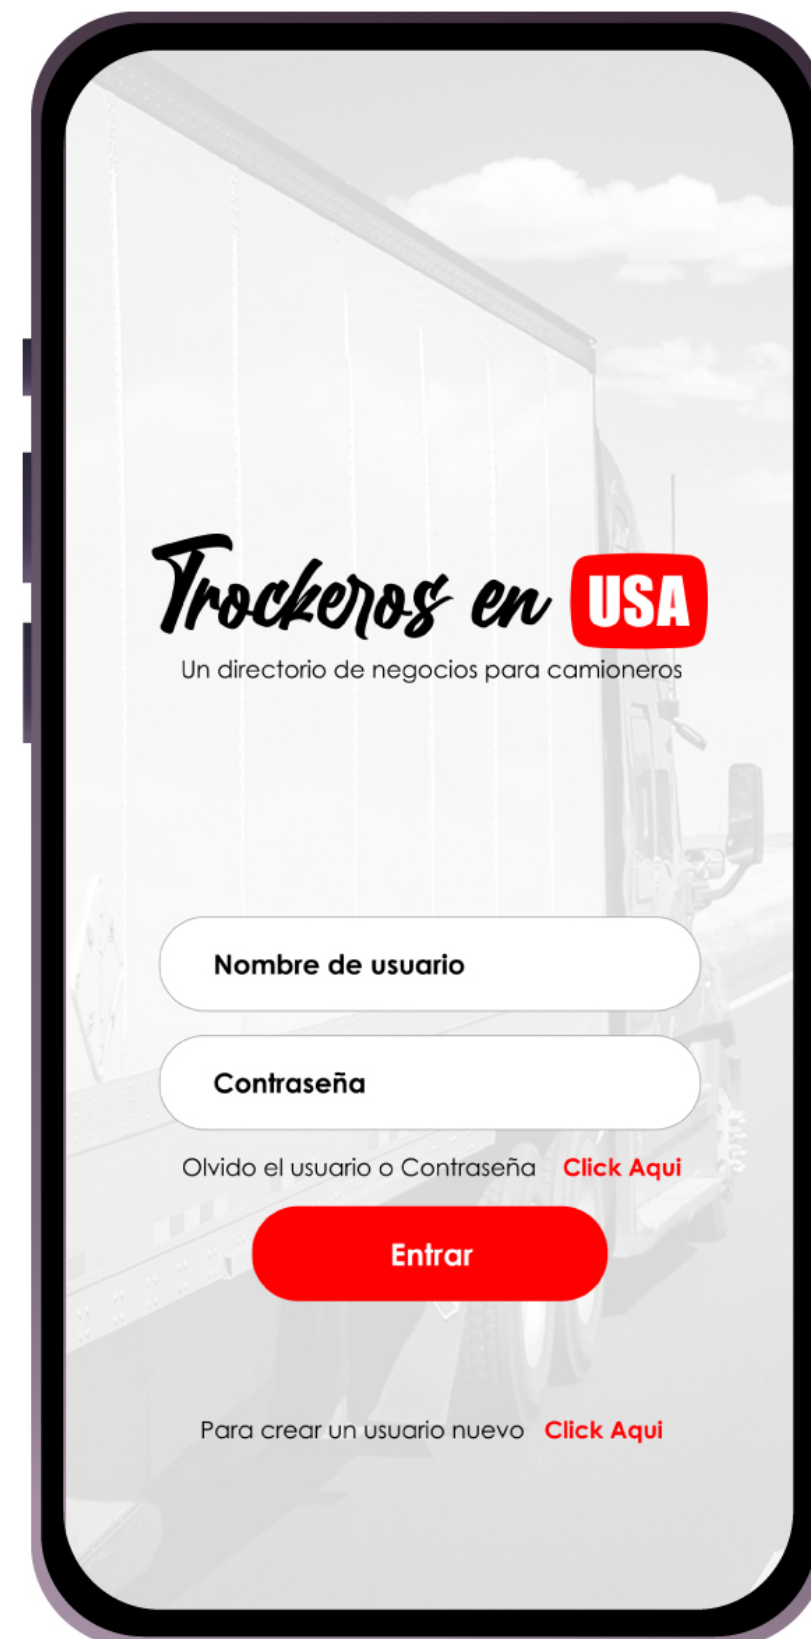 Trockeros en USA
Un directorio de negocios para camioneros
Nombre de usuario
Contraseña
Olvido el usuario o Contraseña Click Aqui
Entrar
Para crear un usuario nuevo Click Aqui